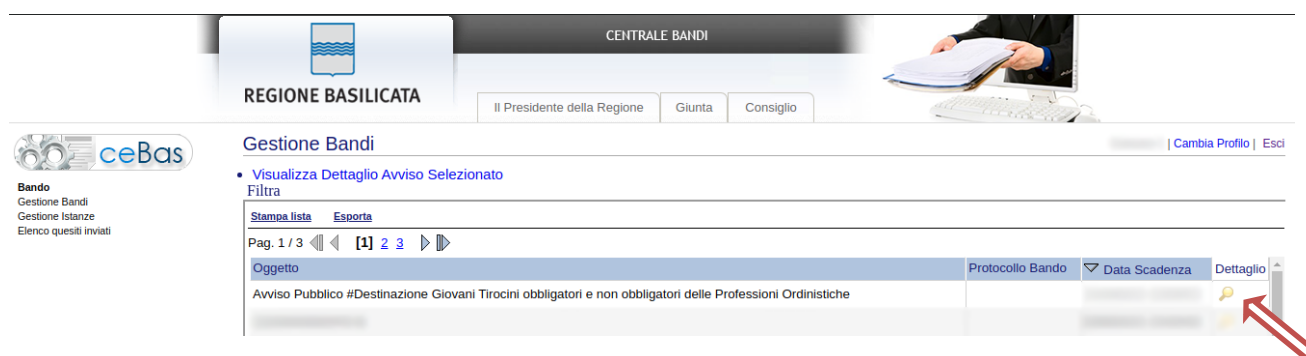 CENTRALE BANDI
REGIONE BASILICATA
Il Presidente della Regione Giunta Consiglio
ceBas
Gestione Bandi
| Cambia Profilo | Esci
Visualizza Dettaglio Avviso Selezionato
Bando
Filtra
Gestione Bandi
Gestione Istanze
Elenco quesiti inviati
Stampa lista Esporta
Pag. 1 / 3 [1] 2 3
Oggetto Protocollo Bando Data Scadenza Dettaglio
Avviso Pubblico #Destinazione Giovani Tirocini obbligatori e non obbligatori delle Professioni Ordinistiche